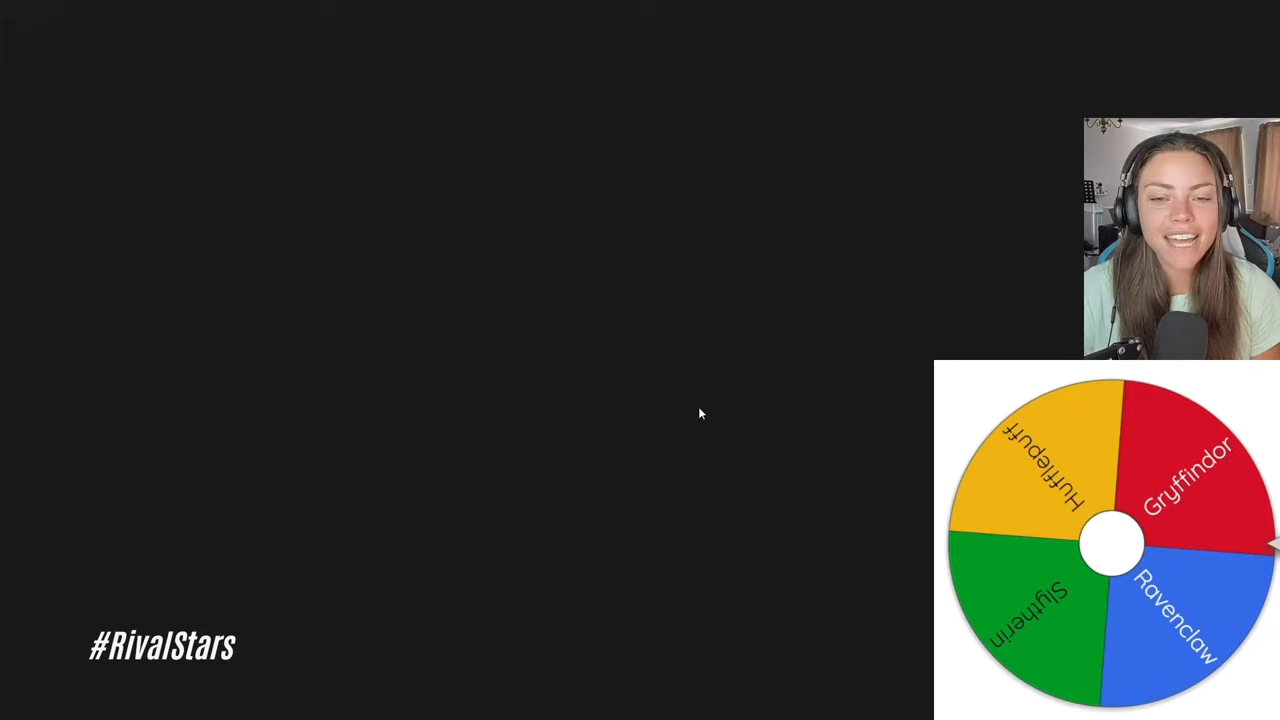 Hufflepuff
Gryffindor
Slytherin
Ravenclaw
#RivalStars